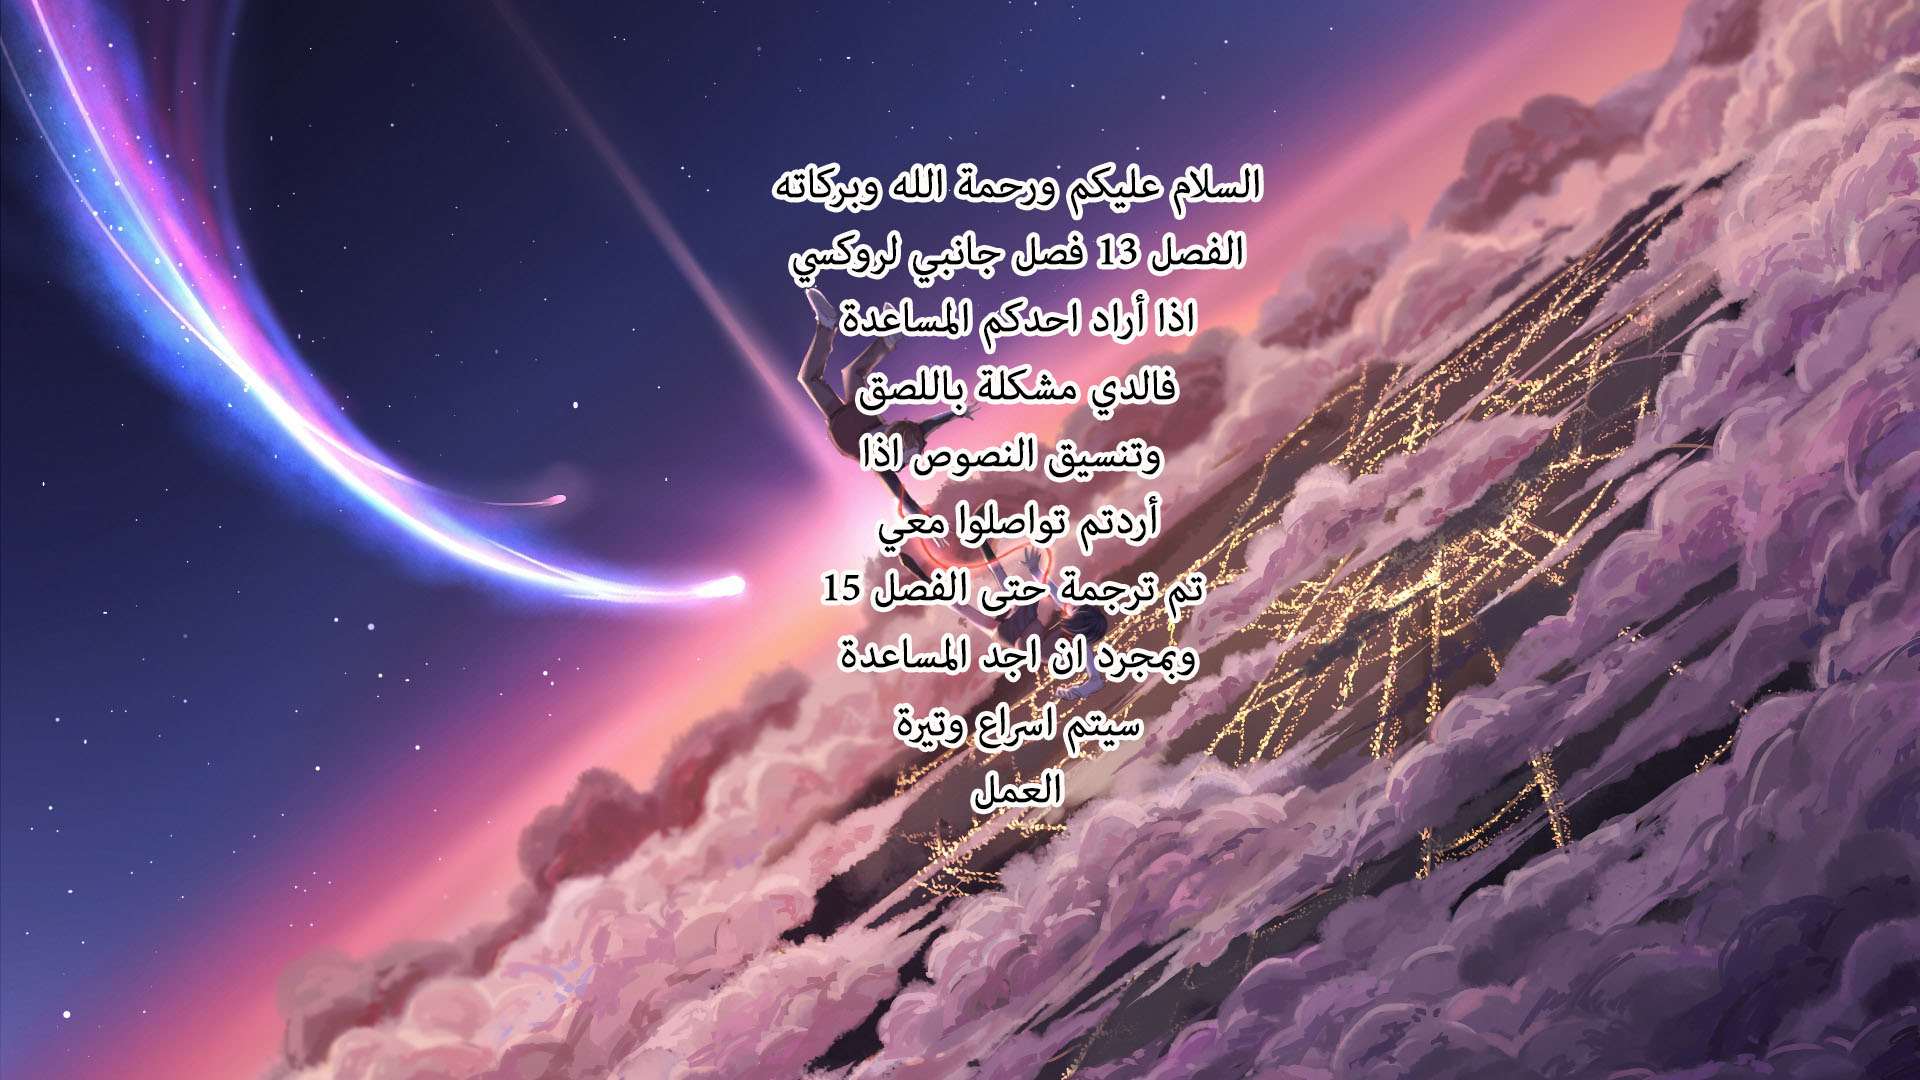 السلام عليكم ورحمة الله وبركاته
الفصل 13 فصل جانبي لروكسي
اذا أراد احدكم المساعدة
فالدي مشكلة باللصق
وتنسيق النصوص اذا
أردتم تواصلوا معي
تم ترجمة حتى الفصل 15
وبمجرد ان اجد المساعدة
سيتم اسراع وتيرة
العمل